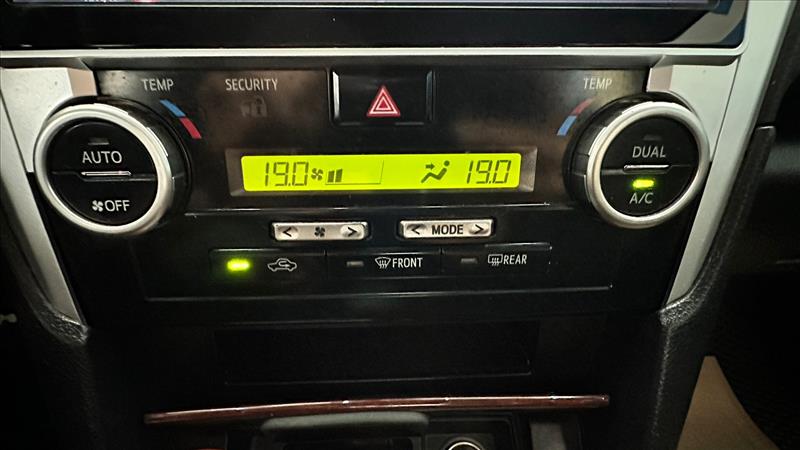 TEMP
SECURITY
TEMP
AUTO
OFF
19.0
19.0
DUAL
A/C
< >
< MODE >
FRONT
REAR